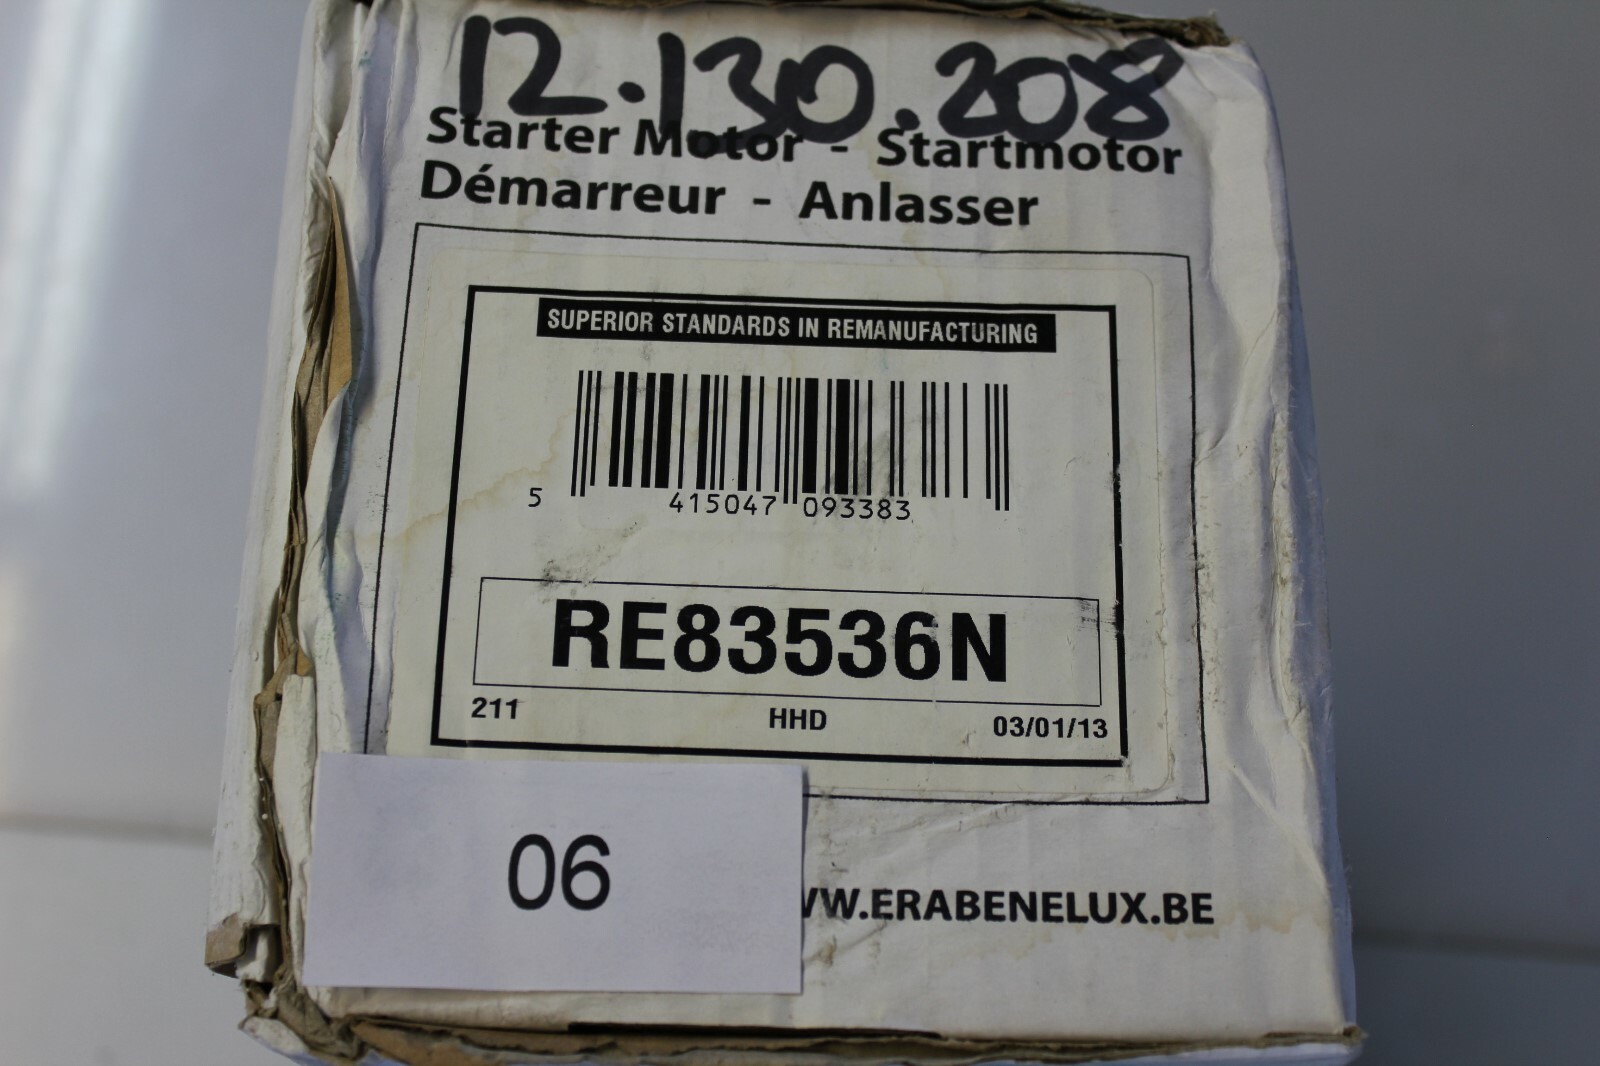 12.130.208
Starter Motor - Startmotor
Démarreur - Anlasser
SUPERIOR STANDARDS IN REMANUFACTURING
5 415047 093383
RE83536N
211 HHD 03/01/13
06
W.ERABENELUX.BE